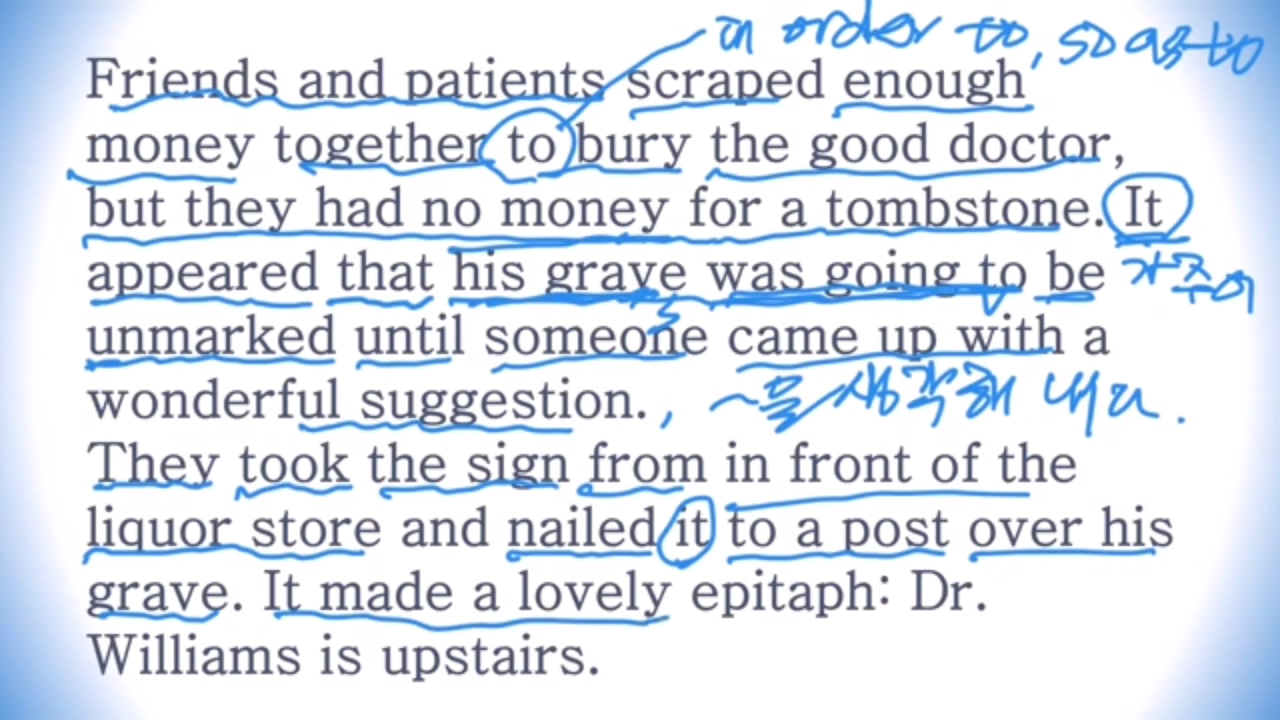 in order to, so as to
Friends and patients scraped enough
money together to bury the good doctor,
but they had no money for a tombstone. It
appeared that his grave was going to be
가주어
unmarked until someone came up with a
wonderful suggestion.
~을 생각해 내다.
They took the sign from in front of the
liquor store and nailed it to a post over his
grave. It made a lovely epitaph: Dr.
Williams is upstairs.